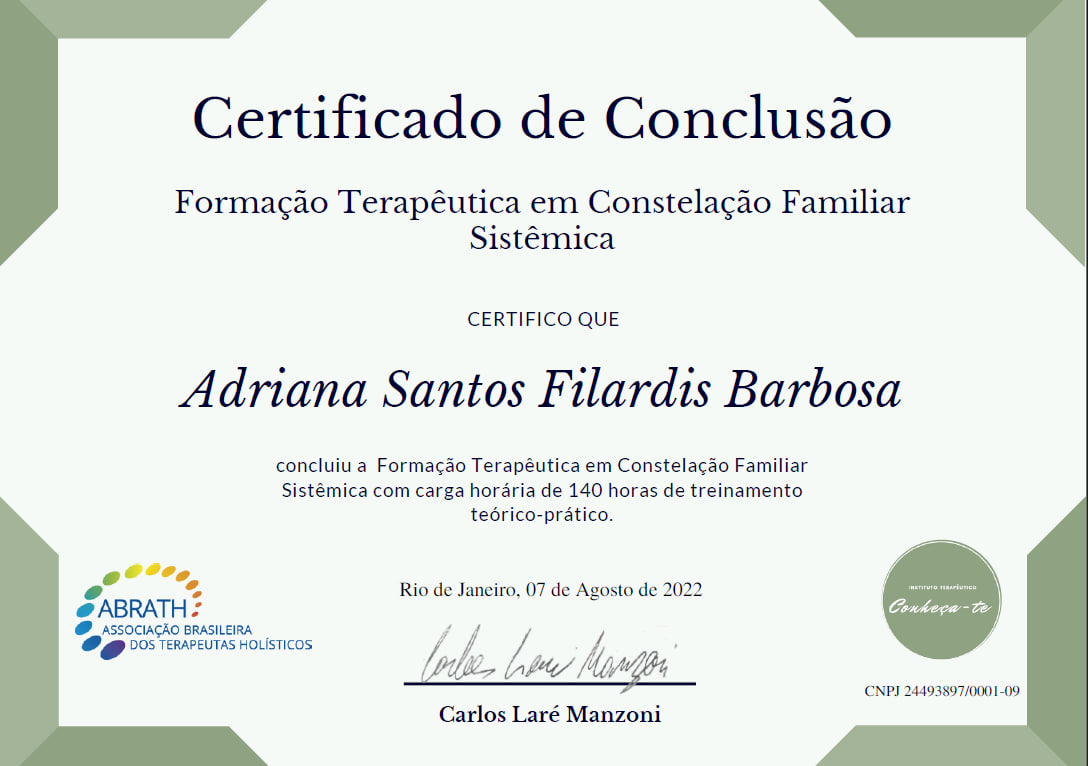 Certificado de Conclusão
Formação Terapêutica em Constelação Familiar
Sistêmica
CERTIFICO QUE
Adriana Santos Filardis Barbosa
concluiu a Formação Terapêutica em Constelação Familiar
Sistêmica com carga horária de 140 horas de treinamento
teórico-prático.
ABRATH
ASSOCIAÇÃO BRASILEIRA
DOS TERAPEUTAS HOLÍSTICOS
Rio de Janeiro, 07 de Agosto de 2022
Carlos Laré Manzoni
Carlos Laré Manzoni
INSTITUTO TERAPÊUTICO
Conheça-te
CNPJ 24493897/0001-09